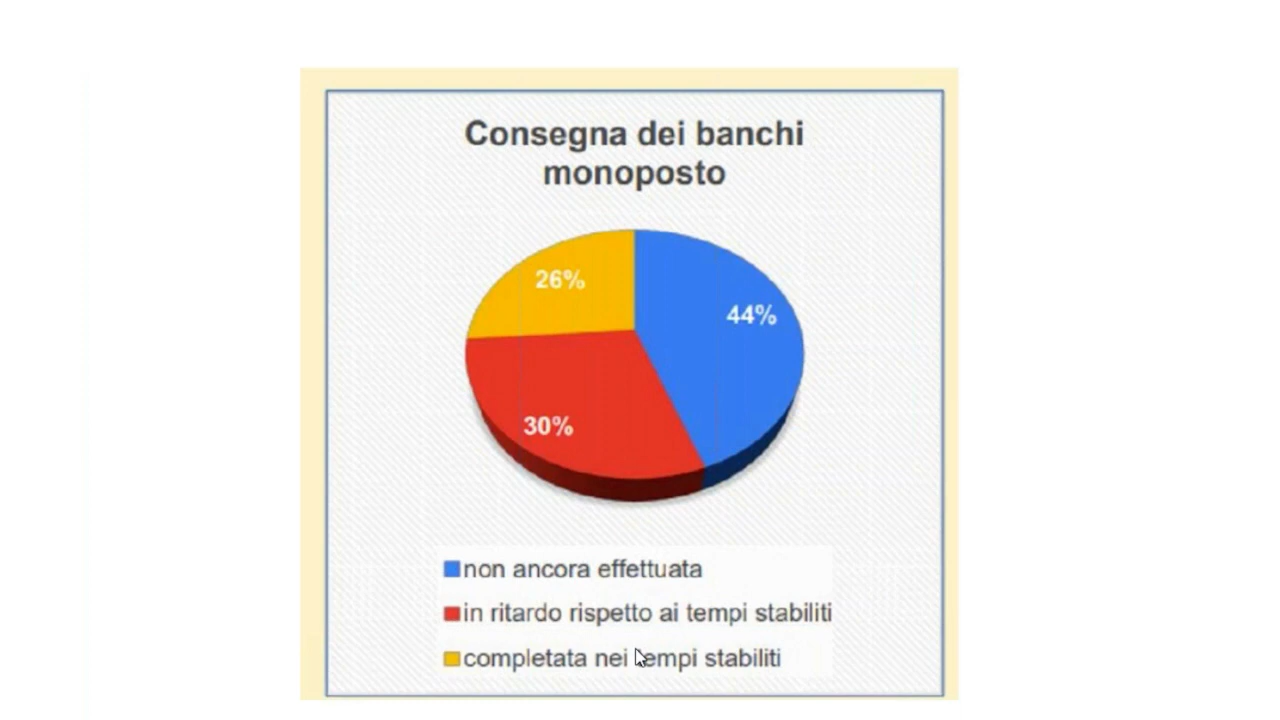 Consegna dei banchi
monoposto
26%
44%
30%
non ancora effettuata
in ritardo rispetto ai tempi stabiliti
completata nei tempi stabiliti